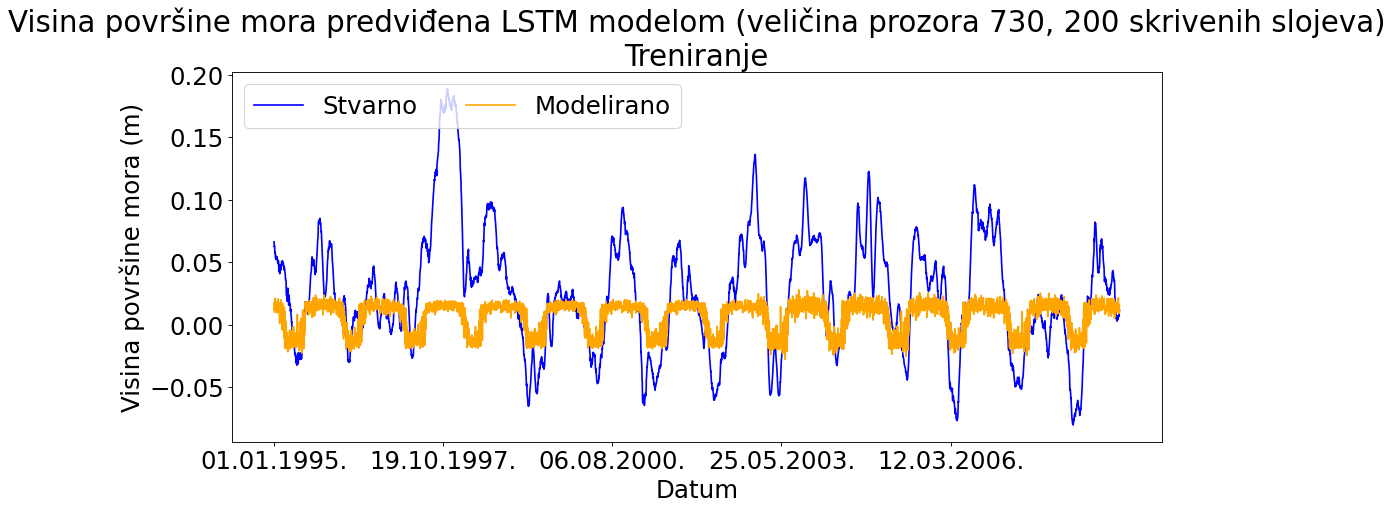 Visina površine mora predviđena LSTM modelom (veličina prozora 730, 200 skrivenih slojeva)
Treniranje
Stvarno
Modelirano
Visina površine mora (m)
0.20
0.15
0.10
0.05
0.00
−0.05
01.01.1995.
19.10.1997.
06.08.2000.
25.05.2003.
12.03.2006.
Datum